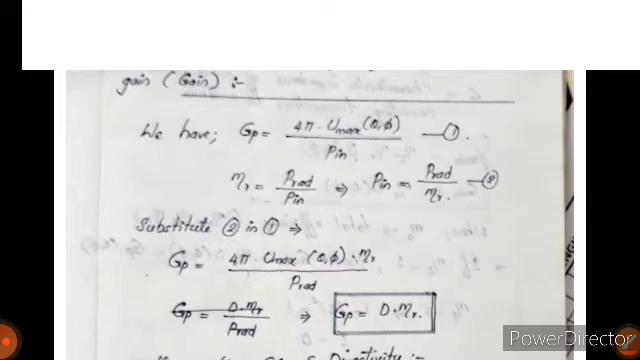 gain (Gain) :-
We have; Gp = 4π · Umax (θ,ϕ) / Pin —①.
ηr = Prad / Pin ⇒ Pin = Prad / ηr. —②
Substitute ② in ① ⇒
Gp = 4π · Umax (θ,ϕ) · ηr / Prad
Gp = D·ηr / Prad ⇒ Gp = D·ηr.
Directivity :-
PowerDirector